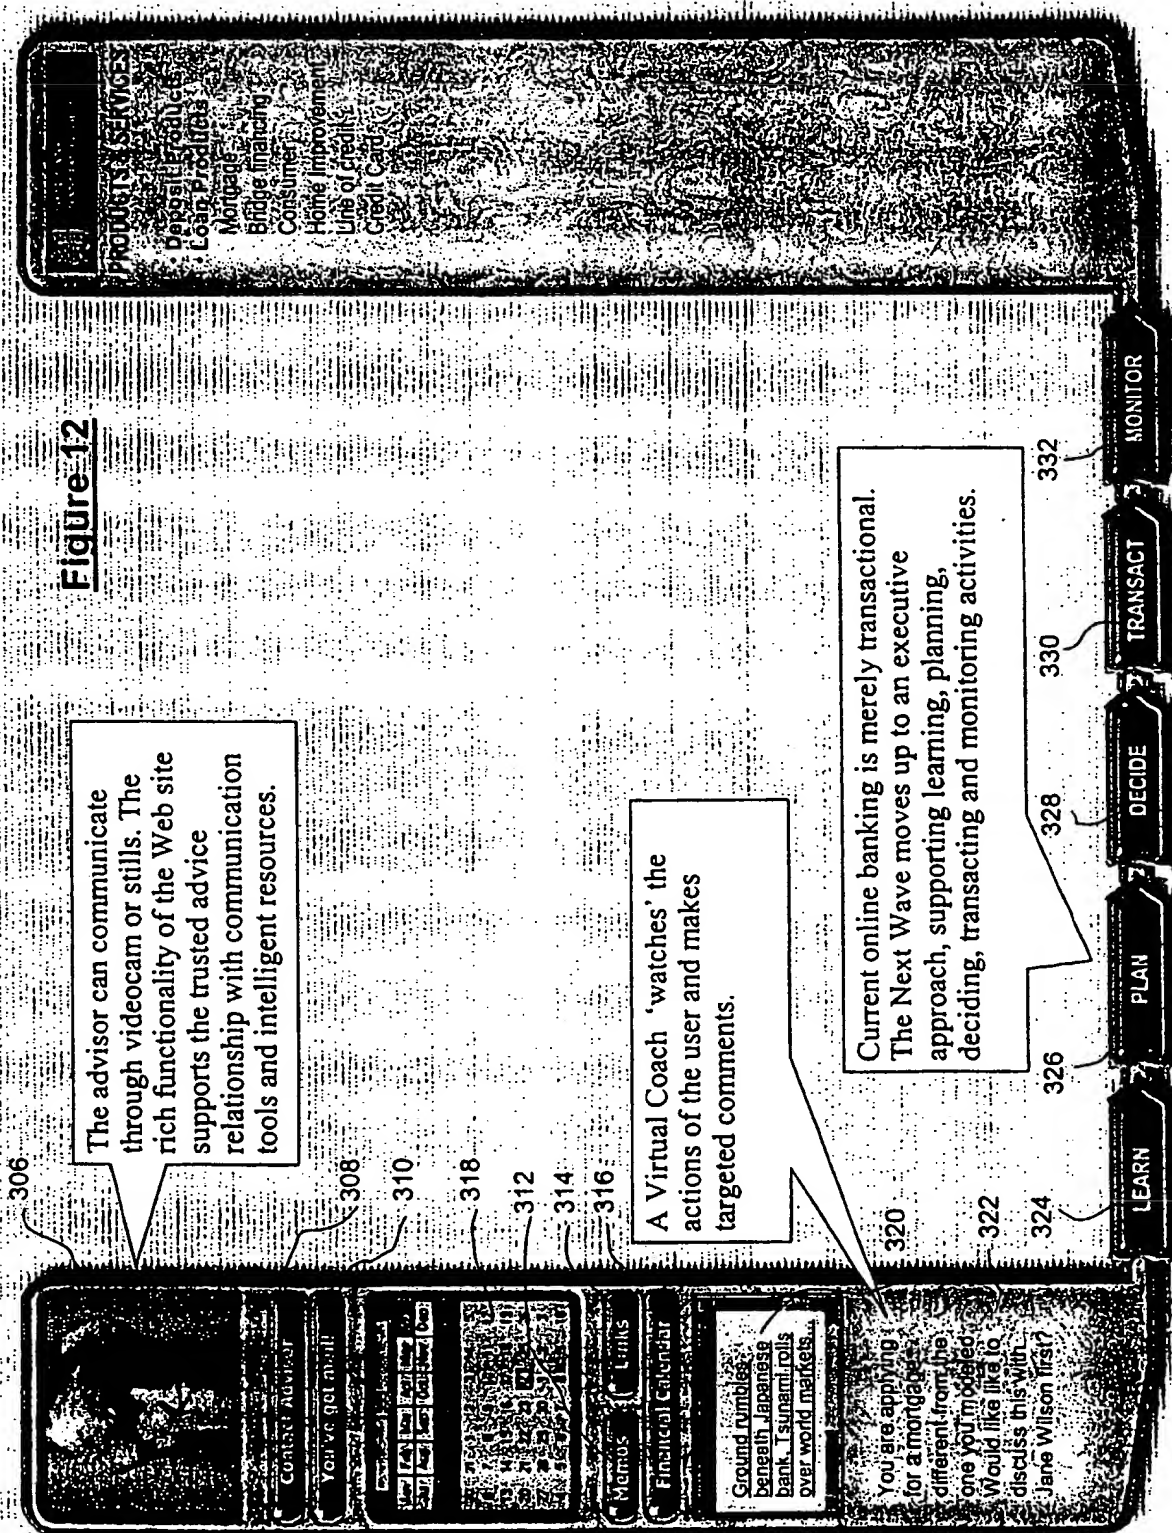 Figure 12
306
The advisor can communicate
through videocam or stills. The
rich functionality of the Web site
supports the trusted advice
relationship with communication
tools and intelligent resources.
Contact Advisor
308
You've got mail!
310
318
312
314
Memos
Links
316
Financial Calendar
A Virtual Coach 'watches' the
actions of the user and makes
targeted comments.
Ground rumbles
beneath Japanese
bank. Tsunami rolls
over world markets.
320
You are applying
for a mortgage
different from the
one you modeled.
Would like like to
discuss this with
Jane Wilson first?
322
Current online banking is merely transactional.
The Next Wave moves up to an executive
approach, supporting learning, planning,
deciding, transacting and monitoring activities.
324
326
328
330
332
LEARN
PLAN
DECIDE
TRANSACT
MONITOR
PRODUCTS & SERVICES
• Deposit Products
• Loan Products
Mortgage
Bridge financing
Consumer
Home Improvement
Line of credit
Credit Card